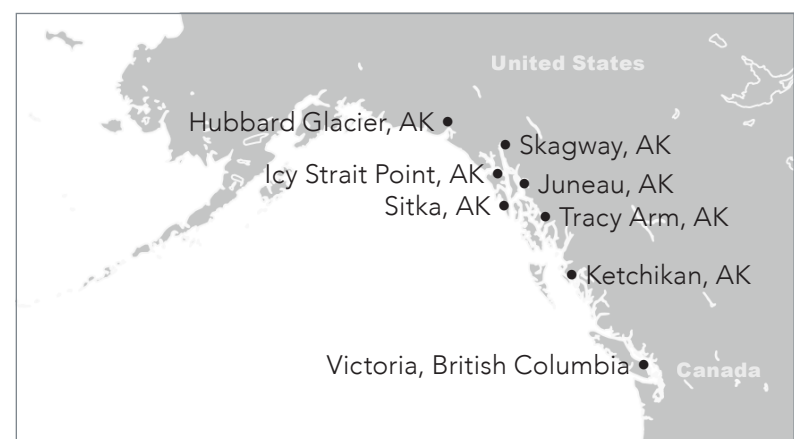 United States
Hubbard Glacier, AK
Skagway, AK
Icy Strait Point, AK
Juneau, AK
Sitka, AK
Tracy Arm, AK
Ketchikan, AK
Victoria, British Columbia
Canada